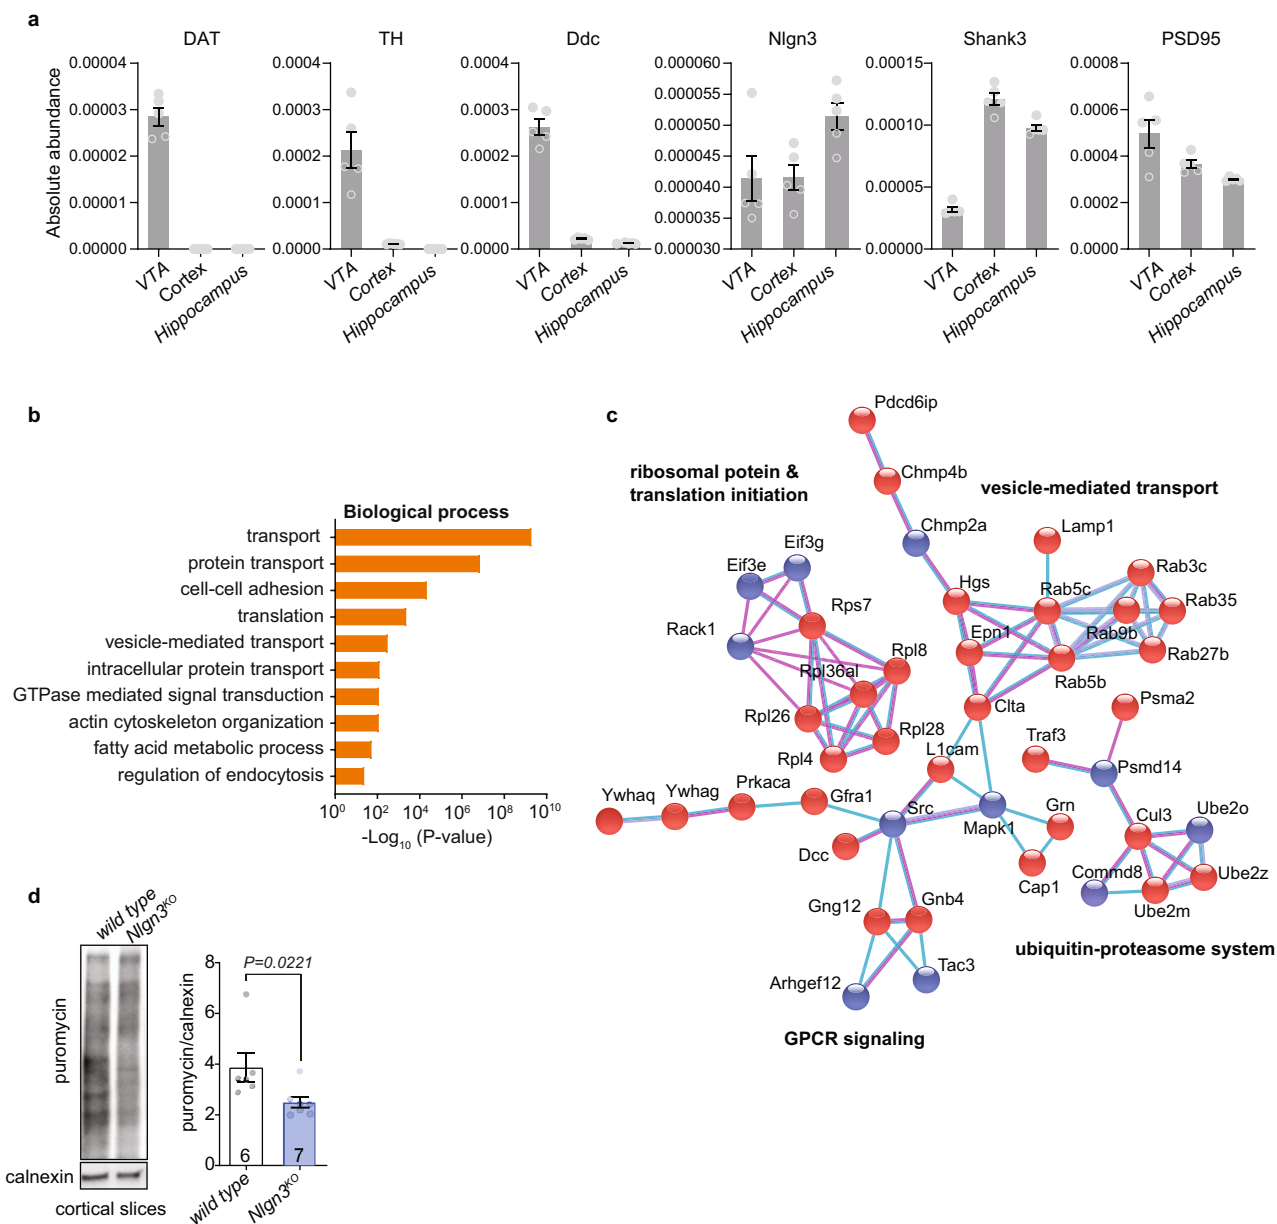 a
DAT
TH
Ddc
Nlgn3
Shank3
PSD95
Absolute abundance
0.00004
0.00003
0.00002
0.00001
0.00000
VTA
Cortex
Hippocampus
0.0004
0.0003
0.0002
0.0001
0.0000
VTA
Cortex
Hippocampus
0.0004
0.0003
0.0002
0.0001
0.0000
VTA
Cortex
Hippocampus
0.000060
0.000055
0.000050
0.000045
0.000040
0.000035
0.000030
VTA
Cortex
Hippocampus
0.00015
0.00010
0.00005
0.00000
VTA
Cortex
Hippocampus
0.0008
0.0006
0.0004
0.0002
0.0000
VTA
Cortex
Hippocampus
b
Biological process
transport
protein transport
cell-cell adhesion
translation
vesicle-mediated transport
intracellular protein transport
GTPase mediated signal transduction
actin cytoskeleton organization
fatty acid metabolic process
regulation of endocytosis
10⁰ 10² 10⁴ 10⁶ 10⁸ 10¹⁰
-Log₁₀ (P-value)
c
ribosomal potein &
translation initiation
vesicle-mediated transport
Pdcd6ip
Chmp4b
Chmp2a
Lamp1
Eif3g
Eif3e
Hgs
Rab5c
Rab3c
Rab35
Rps7
Rack1
Epn1
Rab9b
Rab27b
Rpl8
Rpl36al
Rab5b
Clta
Psma2
Rpl26
Rpl28
Rpl4
L1cam
Traf3
Psmd14
Ywhaq
Ywhag
Prkaca
Gfra1
Src
Mapk1
Grn
Cul3
Ube2o
Dcc
Cap1
Commd8
Ube2z
Ube2m
Gng12
Gnb4
ubiquitin-proteasome system
Arhgef12
Tac3
GPCR signaling
d
wild type
Nlgn3ᴷᴼ
puromycin
calnexin
cortical slices
P=0.0221
puromycin/calnexin
8
6
4
2
0
6
7
wild type
Nlgn3ᴷᴼ